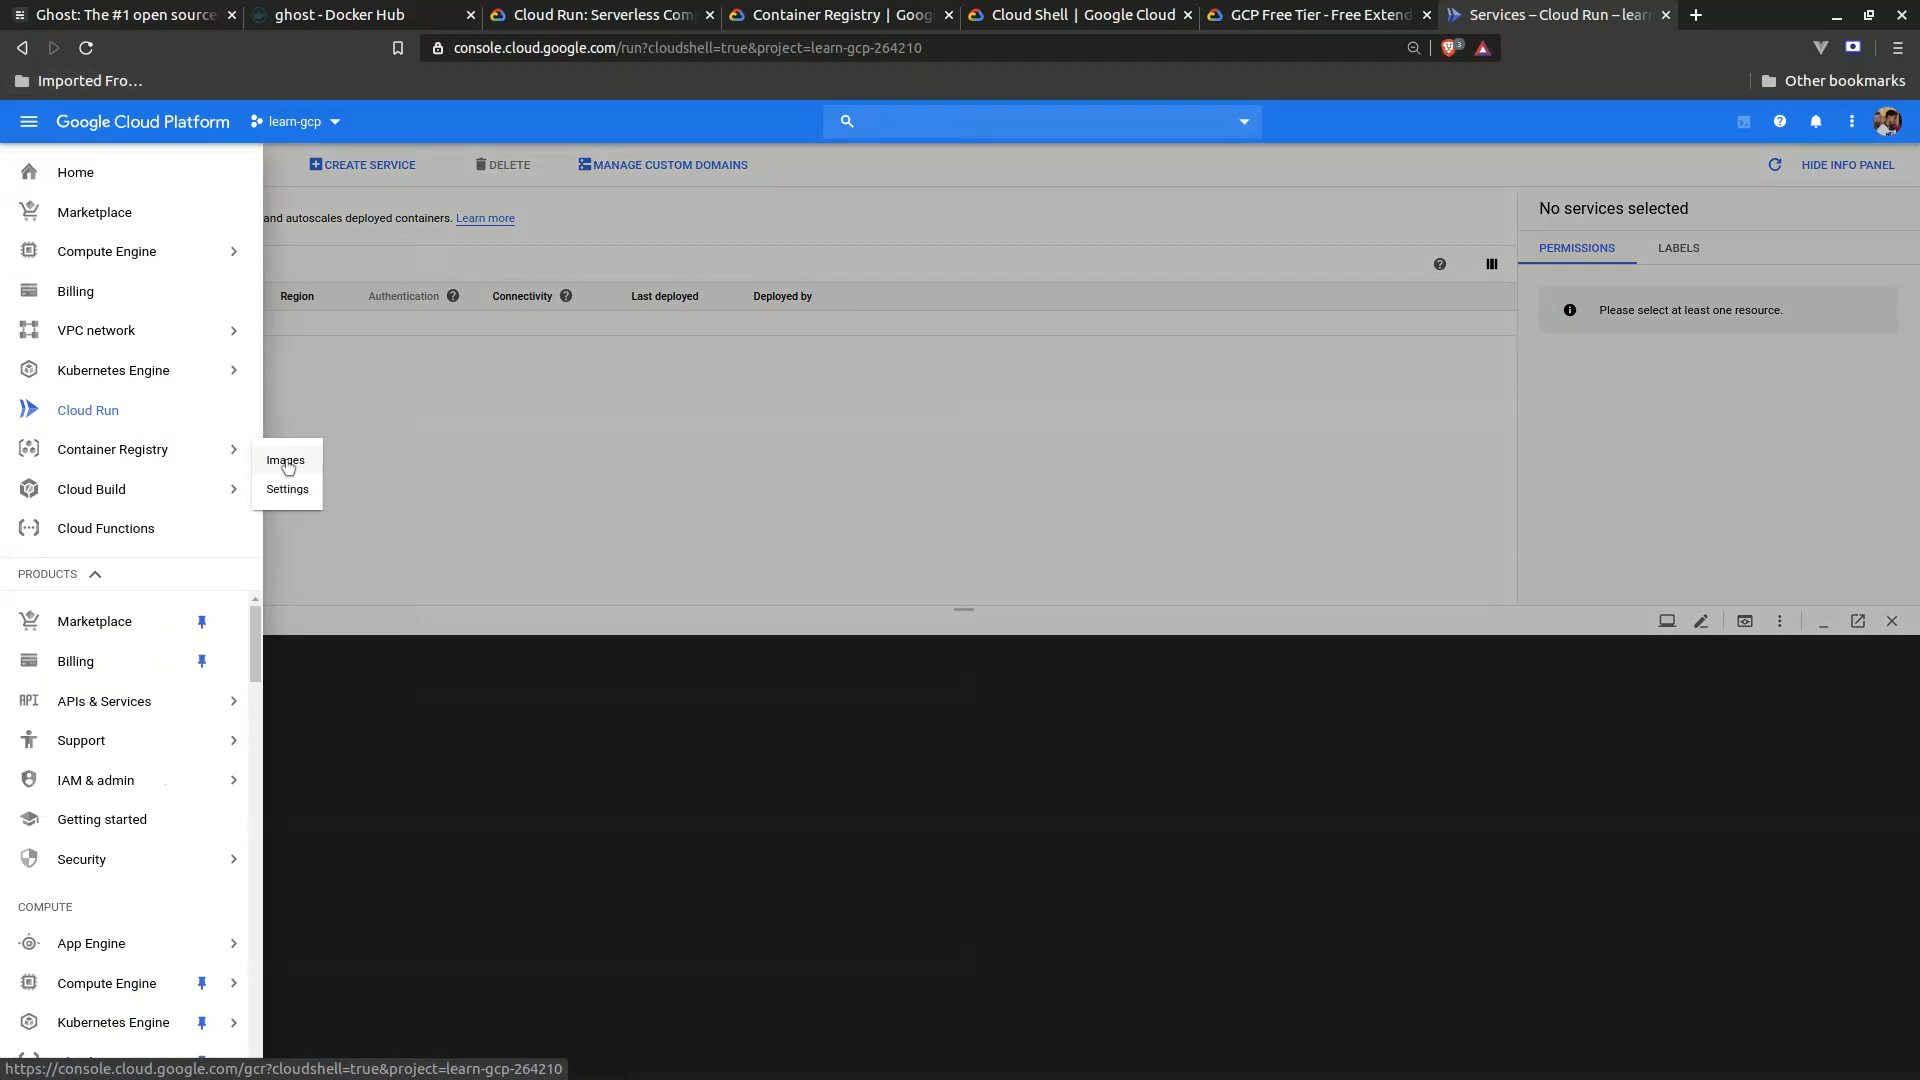 Ghost: The #1 open source
ghost - Docker Hub
Cloud Run: Serverless Com
Container Registry | Goog
Cloud Shell | Google Cloud
GCP Free Tier - Free Extend
Services – Cloud Run – lear
console.cloud.google.com/run?cloudshell=true&project=learn-gcp-264210
3
Imported Fro...
Other bookmarks
Google Cloud Platform
learn-gcp
Home
CREATE SERVICE
DELETE
MANAGE CUSTOM DOMAINS
HIDE INFO PANEL
Marketplace
and autoscales deployed containers. Learn more
No services selected
Compute Engine
PERMISSIONS
LABELS
Billing
Region
Authentication
Connectivity
Last deployed
Deployed by
Please select at least one resource.
VPC network
Kubernetes Engine
Cloud Run
Container Registry
Images
Settings
Cloud Build
Cloud Functions
PRODUCTS
Marketplace
Billing
API
APIs & Services
Support
IAM & admin
Getting started
Security
COMPUTE
App Engine
Compute Engine
Kubernetes Engine
https://console.cloud.google.com/gcr?cloudshell=true&project=learn-gcp-264210